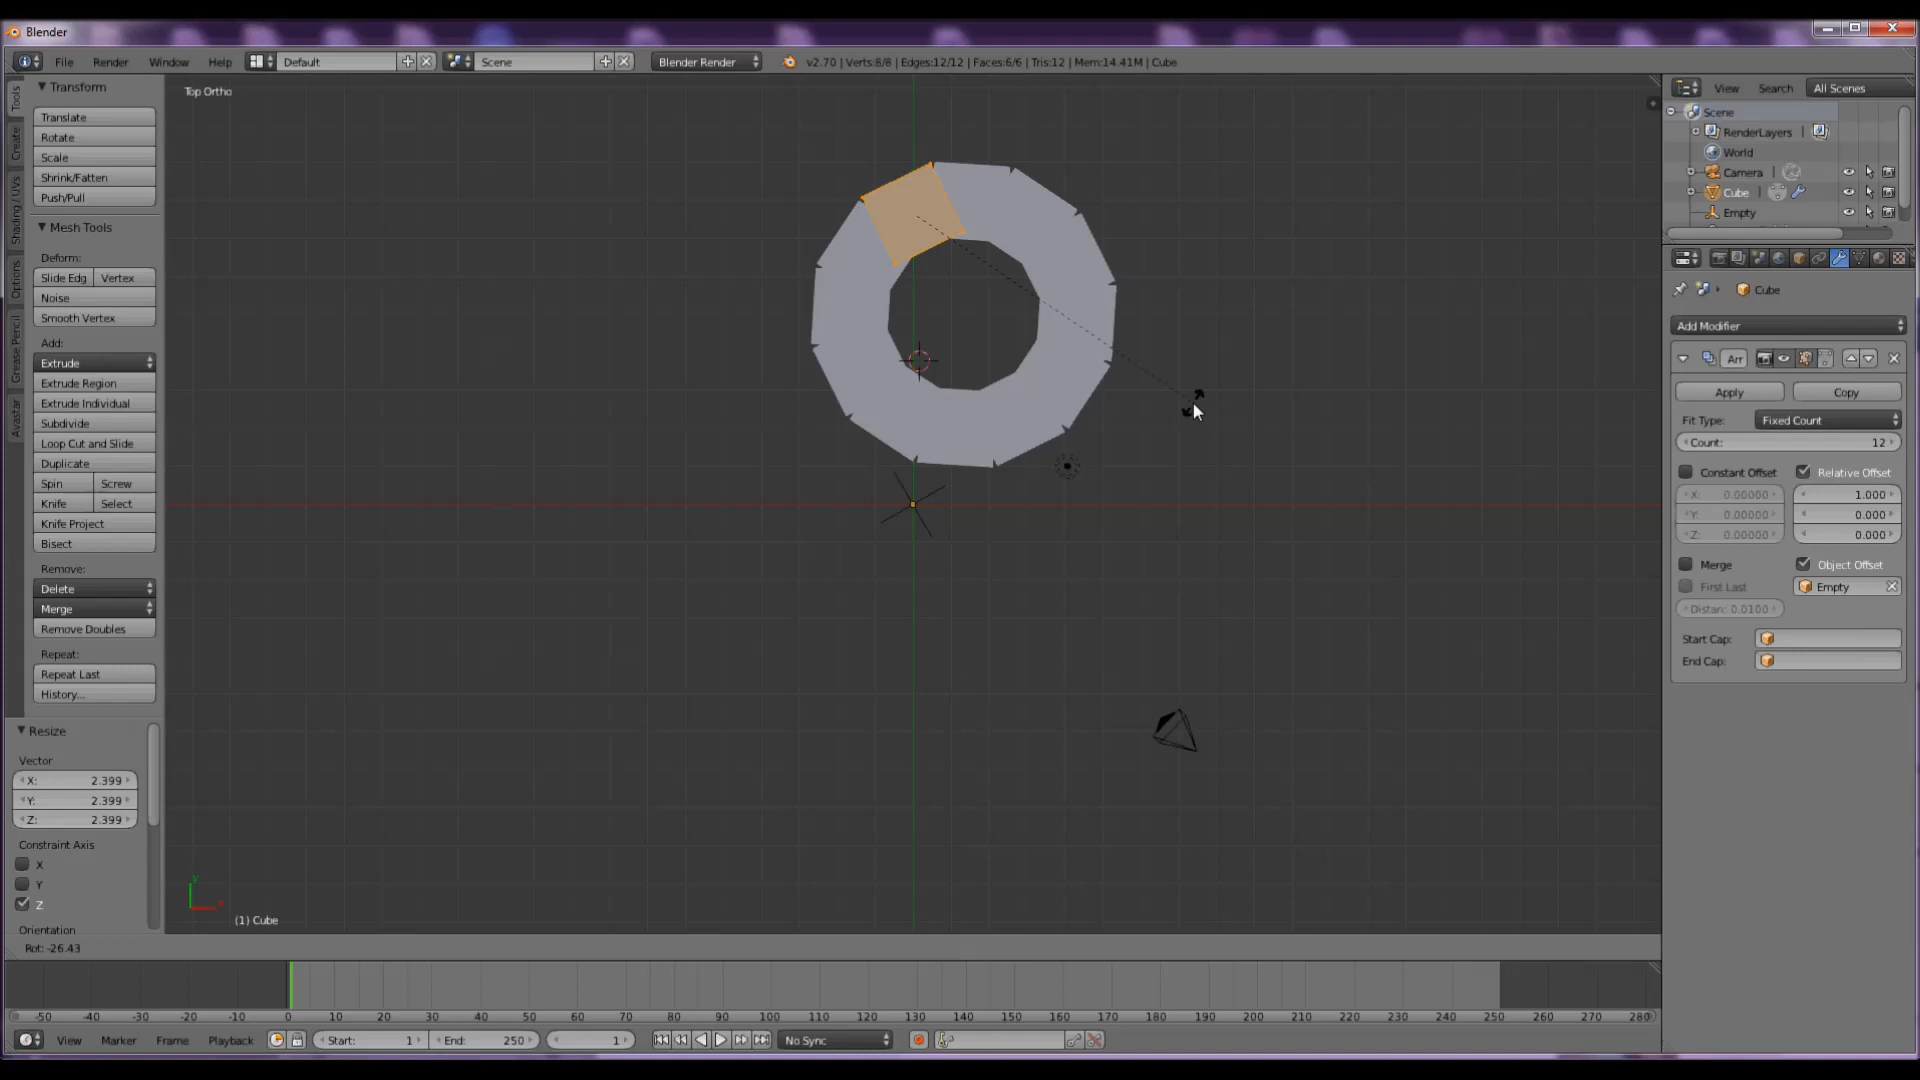 Blender
File Render Window Help Default Scene Blender Render v2.70 | Verts:8/8 | Edges:12/12 | Faces:6/6 | Tris:12 | Mem:14.41M | Cube
Top Ortho
Tools
Create
Shading / UVs
Options
Grease Pencil
Avastar
Transform
Translate
Rotate
Scale
Shrink/Fatten
Push/Pull
Mesh Tools
Deform:
Slide Edg Vertex
Noise
Smooth Vertex
Add:
Extrude
Extrude Region
Extrude Individual
Subdivide
Loop Cut and Slide
Duplicate
Spin Screw
Knife Select
Knife Project
Bisect
Remove:
Delete
Merge
Remove Doubles
Repeat:
Repeat Last
History...
Resize
Vector
X: 2.399
Y: 2.399
Z: 2.399
Constraint Axis
X
Y
Z
Orientation
y
x
(1) Cube
Rot: -26.43
View Search All Scenes
Scene
RenderLayers
World
Camera
Cube
Empty
Cube
Add Modifier
Arr
Apply Copy
Fit Type: Fixed Count
Count: 12
Constant Offset Relative Offset
X: 0.00000 1.000
Y: 0.00000 0.000
Z: 0.00000 0.000
Merge Object Offset
First Last Empty
Distan: 0.0100
Start Cap:
End Cap:
-50 -40 -30 -20 -10 0 10 20 30 40 50 60 70 80 90 100 110 120 130 140 150 160 170 180 190 200 210 220 230 240 250 260 270 280
View Marker Frame Playback Start: 1 End: 250 1 No Sync